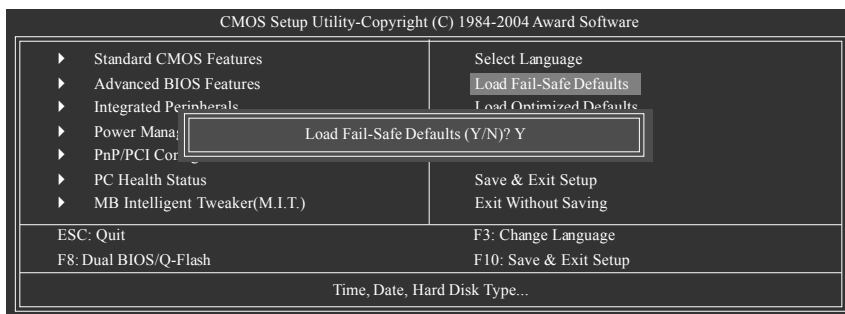 CMOS Setup Utility-Copyright (C) 1984-2004 Award Software
Standard CMOS Features
Advanced BIOS Features
Integrated Peripherals
Power
PnP/PCI
PC Health Status
MB Intelligent Tweaker(M.I.T.)
Select Language
Load Fail-Safe Defaults
Load Optimized Defaults
Load Fail-Safe Defaults (Y/N)? Y
Save & Exit Setup
Exit Without Saving
ESC: Quit
F8: Dual BIOS/Q-Flash
F3: Change Language
F10: Save & Exit Setup
Time, Date, Hard Disk Type...